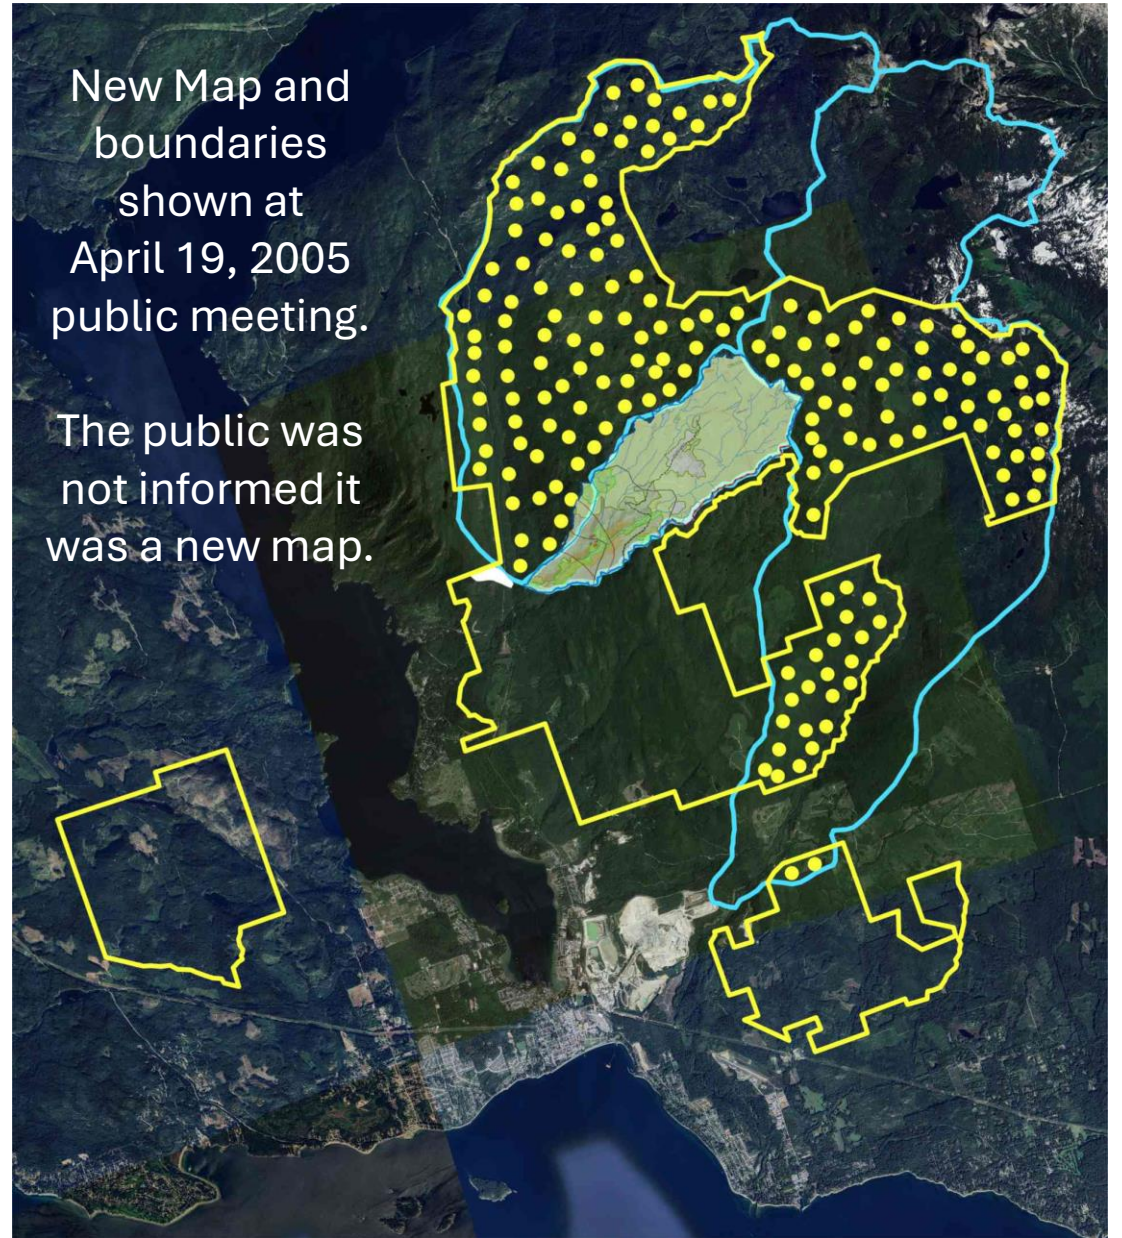 New Map and
boundaries
shown at
April 19, 2005
public meeting.
The public was
not informed it
was a new map.